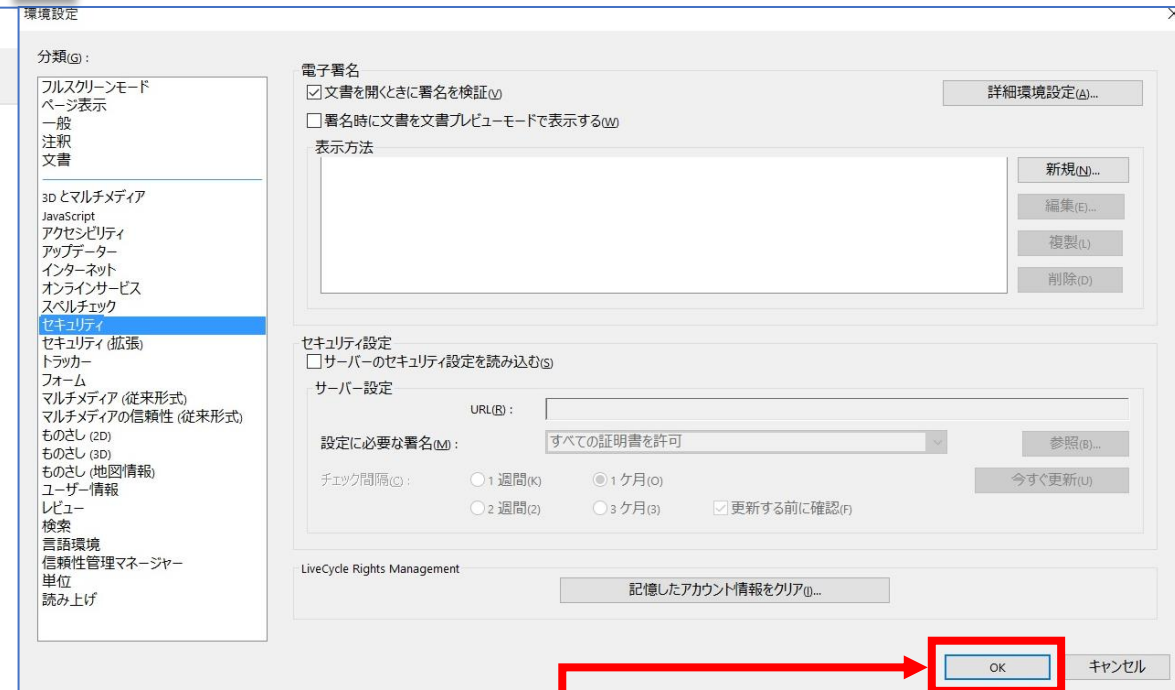 環境設定
分類(G) :
フルスクリーンモード
ページ表示
一般
注釈
文書
3D とマルチメディア
JavaScript
アクセシビリティ
アップデーター
インターネット
オンラインサービス
スペルチェック
セキュリティ
セキュリティ (拡張)
トラッカー
フォーム
マルチメディア (従来形式)
マルチメディアの信頼性 (従来形式)
ものさし (2D)
ものさし (3D)
ものさし (地図情報)
ユーザー情報
レビュー
検索
言語環境
信頼性管理マネージャー
単位
読み上げ
電子署名
文書を開くときに署名を検証(V)
詳細環境設定(A)...
署名時に文書を文書プレビューモードで表示する(W)
表示方法
新規(N)...
編集(E)...
複製(L)
削除(D)
セキュリティ設定
サーバーのセキュリティ設定を読み込む(S)
サーバー設定
URL(R) :
設定に必要な署名(M) : すべての証明書を許可 参照(B)...
チェック間隔(C) : 1 週間(K) 1 ケ月(O) 今すぐ更新(U)
2 週間(2) 3 ケ月(3) 更新する前に確認(F)
LiveCycle Rights Management
記憶したアカウント情報をクリア(I)...
OK キャンセル